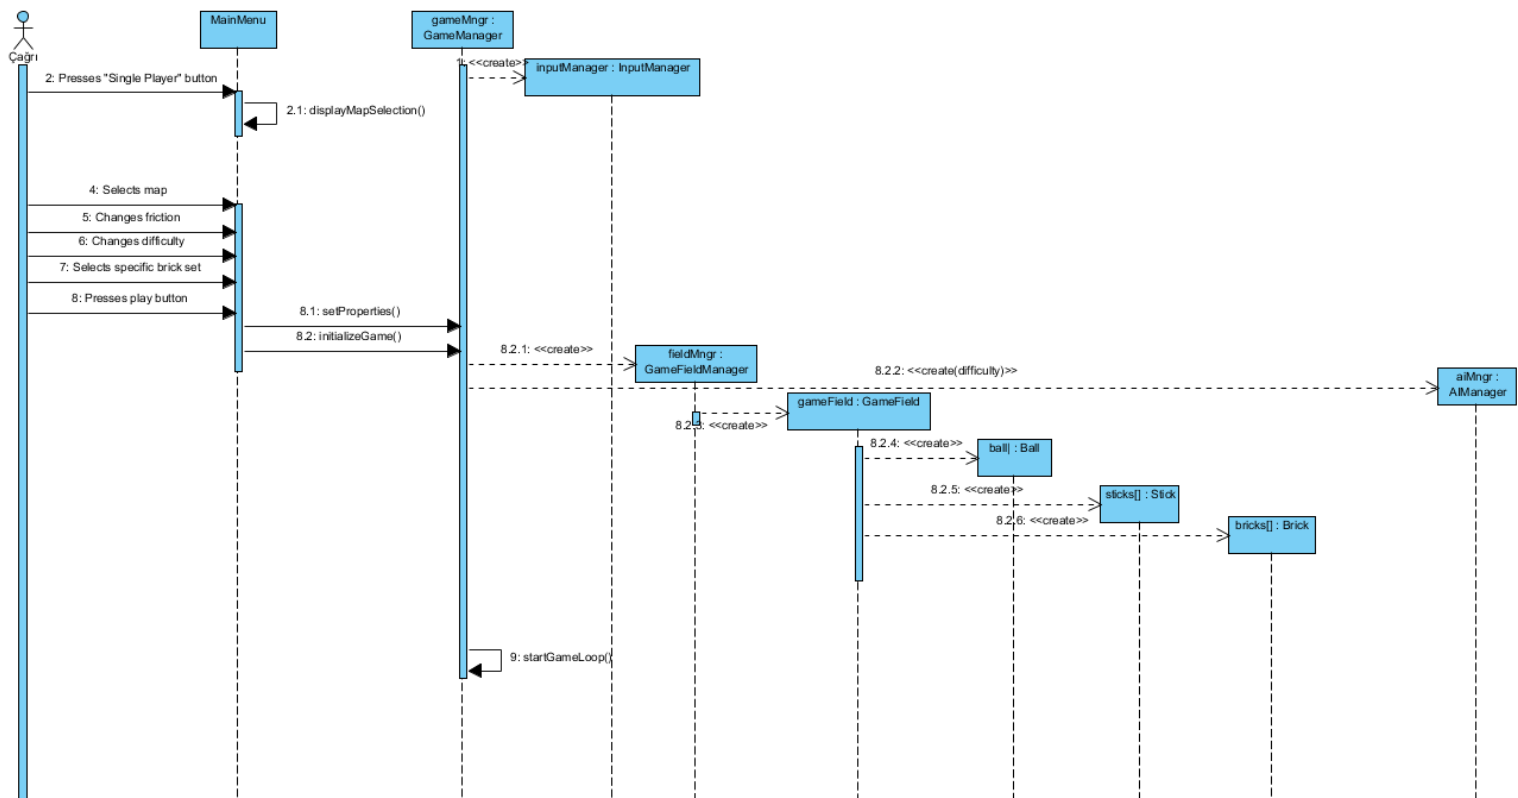 Çağrı
MainMenu
gameMngr :
GameManager
1: <<create>>
inputManager : InputManager
2: Presses "Single Player" button
2.1: displayMapSelection()
4: Selects map
5: Changes friction
6: Changes difficulty
7: Selects specific brick set
8: Presses play button
8.1: setProperties()
8.2: initializeGame()
8.2.1: <<create>>
fieldMngr :
GameFieldManager
8.2.2: <<create(difficulty)>>
aiMngr :
AIManager
8.2.3: <<create>>
gameField : GameField
8.2.4: <<create>>
ball| : Ball
8.2.5: <<create>>
sticks[] : Stick
8.2.6: <<create>>
bricks[] : Brick
9: startGameLoop()